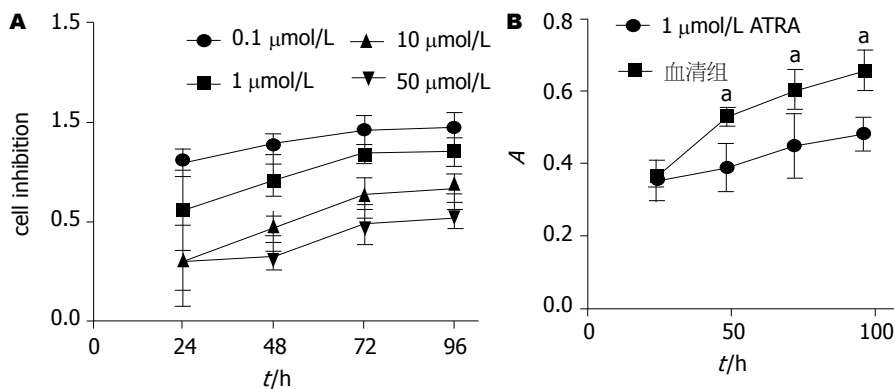 A
0.1 μmol/L
10 μmol/L
1 μmol/L
50 μmol/L
cell inhibition
1.5
1.5
0.5
0.0
0
24
48
72
96
t/h
B
1 μmol/L ATRA
血清组
a
a
a
A
0.8
0.6
0.4
0.2
0.0
0
50
100
t/h